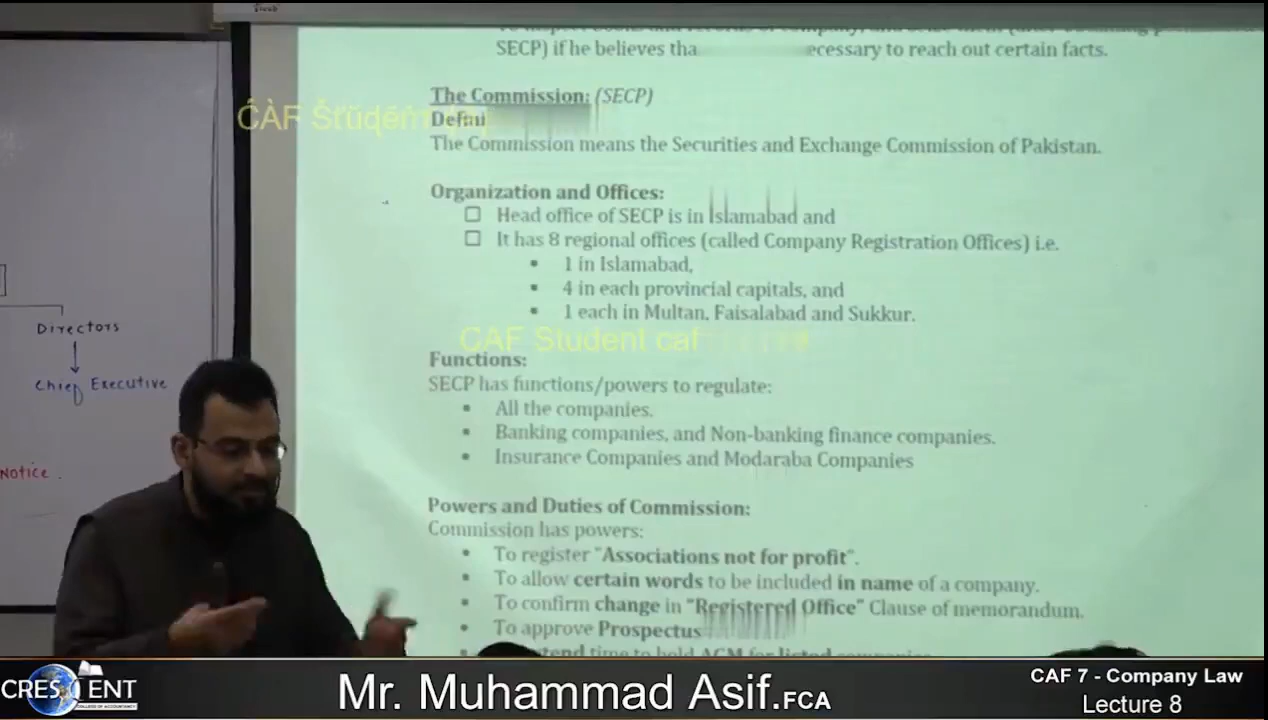 SECP) if he believes tha ecessary to reach out certain facts.
The Commission: (SECP)
The Commission means the Securities and Exchange Commission of Pakistan.
Organization and Offices:
☐ Head office of SECP is in Islamabad and
☐ It has 8 regional offices (called Company Registration Offices) i.e.
▪ 1 in Islamabad,
▪ 4 in each provincial capitals, and
▪ 1 each in Multan, Faisalabad and Sukkur.
CAF Student caf
Functions:
SECP has functions/powers to regulate:
▪ All the companies.
▪ Banking companies, and Non-banking finance companies.
▪ Insurance Companies and Modaraba Companies
Powers and Duties of Commission:
Commission has powers:
▪ To register "Associations not for profit".
▪ To allow certain words to be included in name of a company.
▪ To confirm change in "Registered Office" Clause of memorandum.
▪ To approve Prospectus
Directors
Chief Executive
Notice.
CRESCENT
COLLEGE OF ACCOUNTANCY
Mr. Muhammad Asif.FCA
CAF 7 - Company Law
Lecture 8